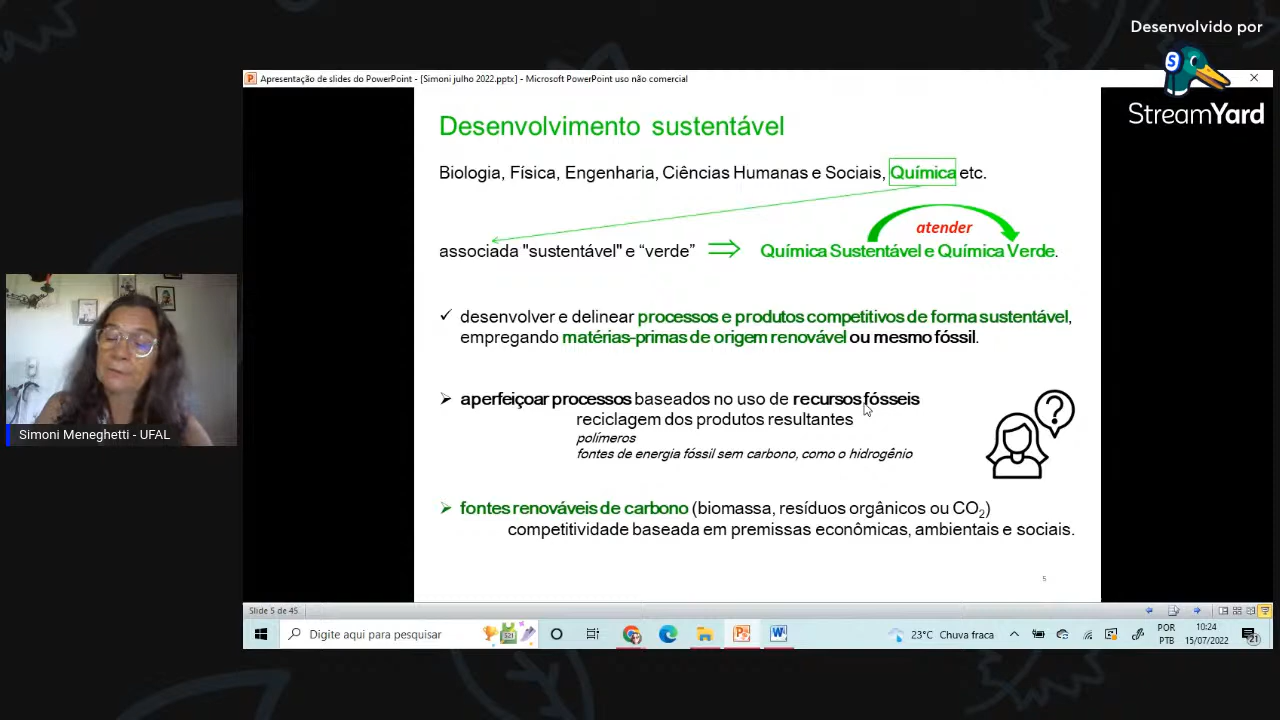 Desenvolvido por
StreamYard
Apresentação de slides do PowerPoint - [Simoni julho 2022.pptx] - Microsoft PowerPoint uso não comercial
Desenvolvimento sustentável
Biologia, Física, Engenharia, Ciências Humanas e Sociais, Química etc.
atender
associada "sustentável" e “verde” Química Sustentável e Química Verde.
desenvolver e delinear processos e produtos competitivos de forma sustentável,
empregando matérias-primas de origem renovável ou mesmo fóssil.
aperfeiçoar processos baseados no uso de recursos fósseis
reciclagem dos produtos resultantes
polímeros
fontes de energia fóssil sem carbono, como o hidrogênio
?
fontes renováveis de carbono (biomassa, resíduos orgânicos ou CO2)
competitividade baseada em premissas econômicas, ambientais e sociais.
5
Simoni Meneghetti - UFAL
Slide 5 de 45
Digite aqui para pesquisar
23°C Chuva fraca
POR
PTB
10:24
15/07/2022
21